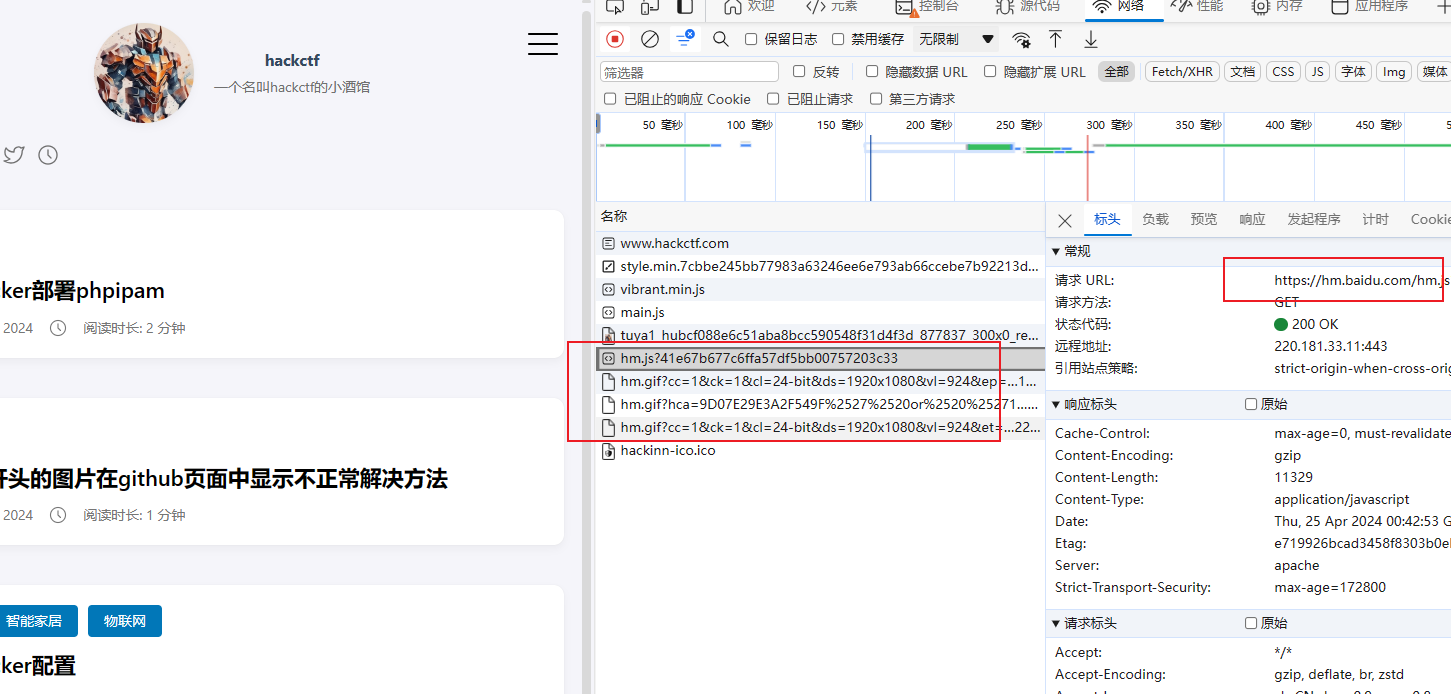 hackctf
一个名叫hackctf的小酒馆
ker部署phpipam
2024 阅读时长: 2 分钟
开头的图片在github页面中显示不正常解决方法
2024 阅读时长: 1 分钟
智能家居 物联网
ker配置
欢迎 元素 控制台 源代码 网络 性能 内存 应用程序
保留日志 禁用缓存 无限制
筛选器 反转 隐藏数据 URL 隐藏扩展 URL 全部 Fetch/XHR 文档 CSS JS 字体 Img 媒体
已阻止的响应 Cookie 已阻止请求 第三方请求
50 毫秒 100 毫秒 150 毫秒 200 毫秒 250 毫秒 300 毫秒 350 毫秒 400 毫秒 450 毫秒
名称
www.hackctf.com
style.min.7cbbe245bb77983a63246ee6e793ab66ccebe7b92213d...
vibrant.min.js
main.js
tuya1_hubcf088e6c51aba8bcc590548f31d4f3d_877837_300x0_re...
hm.js?41e67b677c6ffa57df5bb00757203c33
hm.gif?cc=1&ck=1&cl=24-bit&ds=1920x1080&vl=924&ep=...1...
hm.gif?hca=9D07E29E3A2F549F%2527%2520or%2520%25271......
hm.gif?cc=1&ck=1&cl=24-bit&ds=1920x1080&vl=924&et=...22...
hackinn-ico.ico
标头 负载 预览 响应 发起程序 计时 Cookie
常规
请求 URL: https://hm.baidu.com/hm.js
请求方法: GET
状态代码: 200 OK
远程地址: 220.181.33.11:443
引用站点策略: strict-origin-when-cross-orig
响应标头 原始
Cache-Control: max-age=0, must-revalidate
Content-Encoding: gzip
Content-Length: 11329
Content-Type: application/javascript
Date: Thu, 25 Apr 2024 00:42:53 G
Etag: e719926bcad3458f8303b0e
Server: apache
Strict-Transport-Security: max-age=172800
请求标头 原始
Accept: */*
Accept-Encoding: gzip, deflate, br, zstd